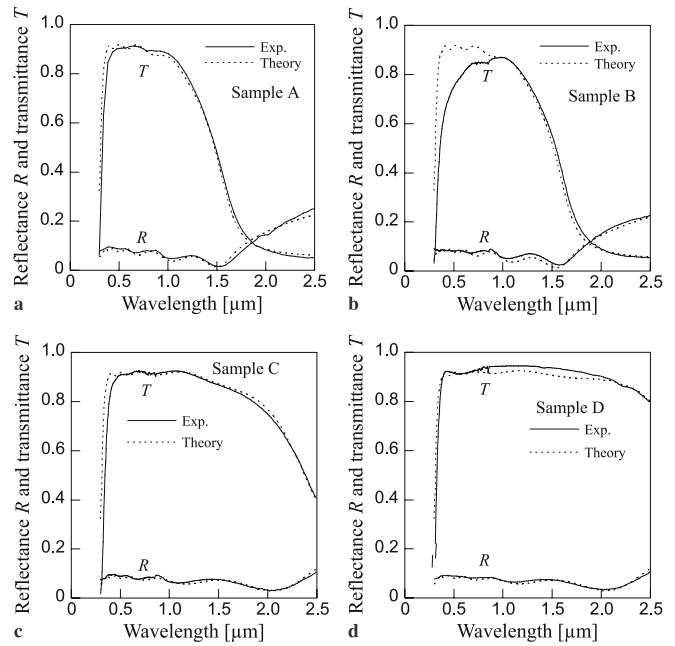 Reflectance R and transmittance T
1.0
0.8
0.6
0.4
0.2
0
0 0.5 1.0 1.5 2.0 2.5
Wavelength [µm]
T
R
Exp.
Theory
Sample A
a
Reflectance R and transmittance T
1.0
0.8
0.6
0.4
0.2
0
0 0.5 1.0 1.5 2.0 2.5
Wavelength [µm]
T
R
Exp.
Theory
Sample B
b
Reflectance R and transmittance T
1.0
0.8
0.6
0.4
0.2
0
0 0.5 1.0 1.5 2.0 2.5
Wavelength [µm]
Sample C
T
Exp.
Theory
R
c
Reflectance R and transmittance T
1.0
0.8
0.6
0.4
0.2
0
0 0.5 1.0 1.5 2.0 2.5
Wavelength [µm]
T
Sample D
Exp.
Theory
R
d